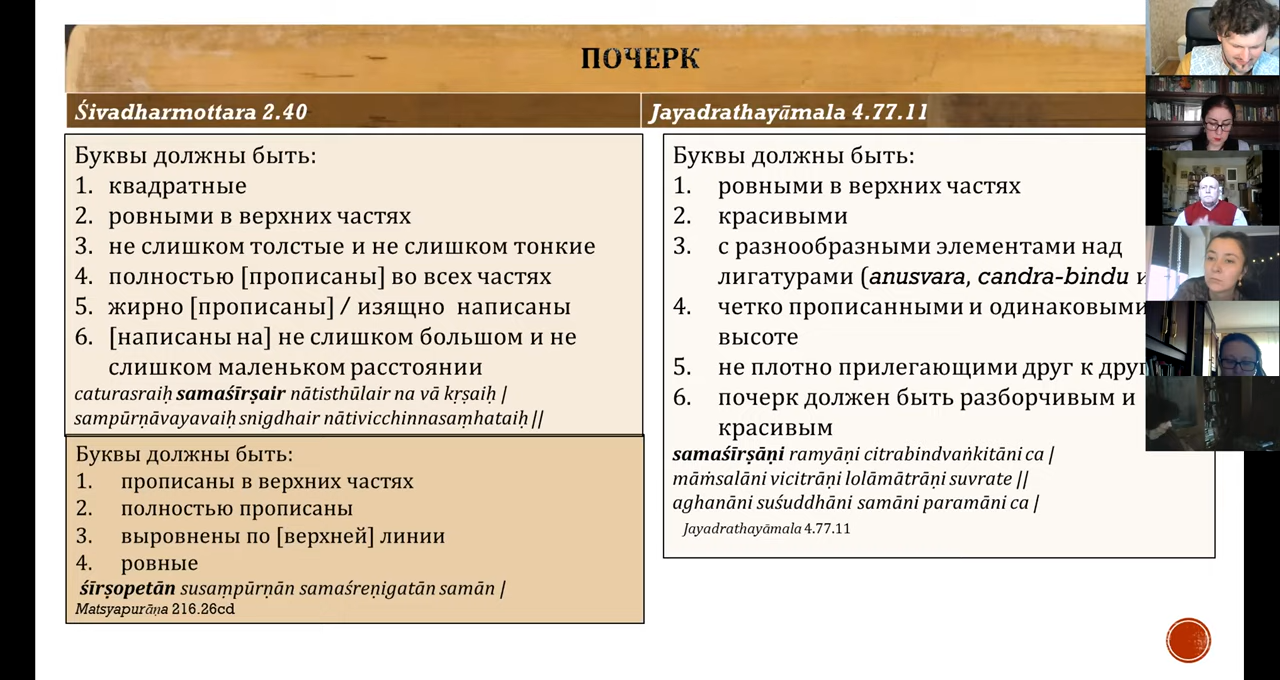 ПОЧЕРК
Śivadharmottara 2.40
Буквы должны быть:
1. квадратные
2. ровными в верхних частях
3. не слишком толстые и не слишком тонкие
4. полностью [прописаны] во всех частях
5. жирно [прописаны] / изящно написаны
6. [написаны на] не слишком большом и не
слишком маленьком расстоянии
caturasraiḥ samaśīrṣair nātisthūlair na vā kṛṣaiḥ |
sampūrṇāvayavaiḥ snigdhair nātivicchinnasaṃhataiḥ ||
Буквы должны быть:
1. прописаны в верхних частях
2. полностью прописаны
3. выровнены по [верхней] линии
4. ровные
śīrṣopetān susaṃpūrṇān samaśreṇigatān samān |
Matsyapurāṇa 216.26cd
Jayadrathayāmala 4.77.11
Буквы должны быть:
1. ровными в верхних частях
2. красивыми
3. с разнообразными элементами над
лигатурами (anusvara, candra-bindu и
4. четко прописанными и одинаковыми
высоте
5. не плотно прилегающими друг к
6. почерк должен быть разборчивым и
красивым
samaśīrṣāṇi ramyāṇi citrabindvaṅkitāni ca |
māṁsalāni vicitrāṇi lolāmātrāṇi suvrate ||
aghanāni suśuddhāni samāni paramāni ca |
Jayadrathayāmala 4.77.11